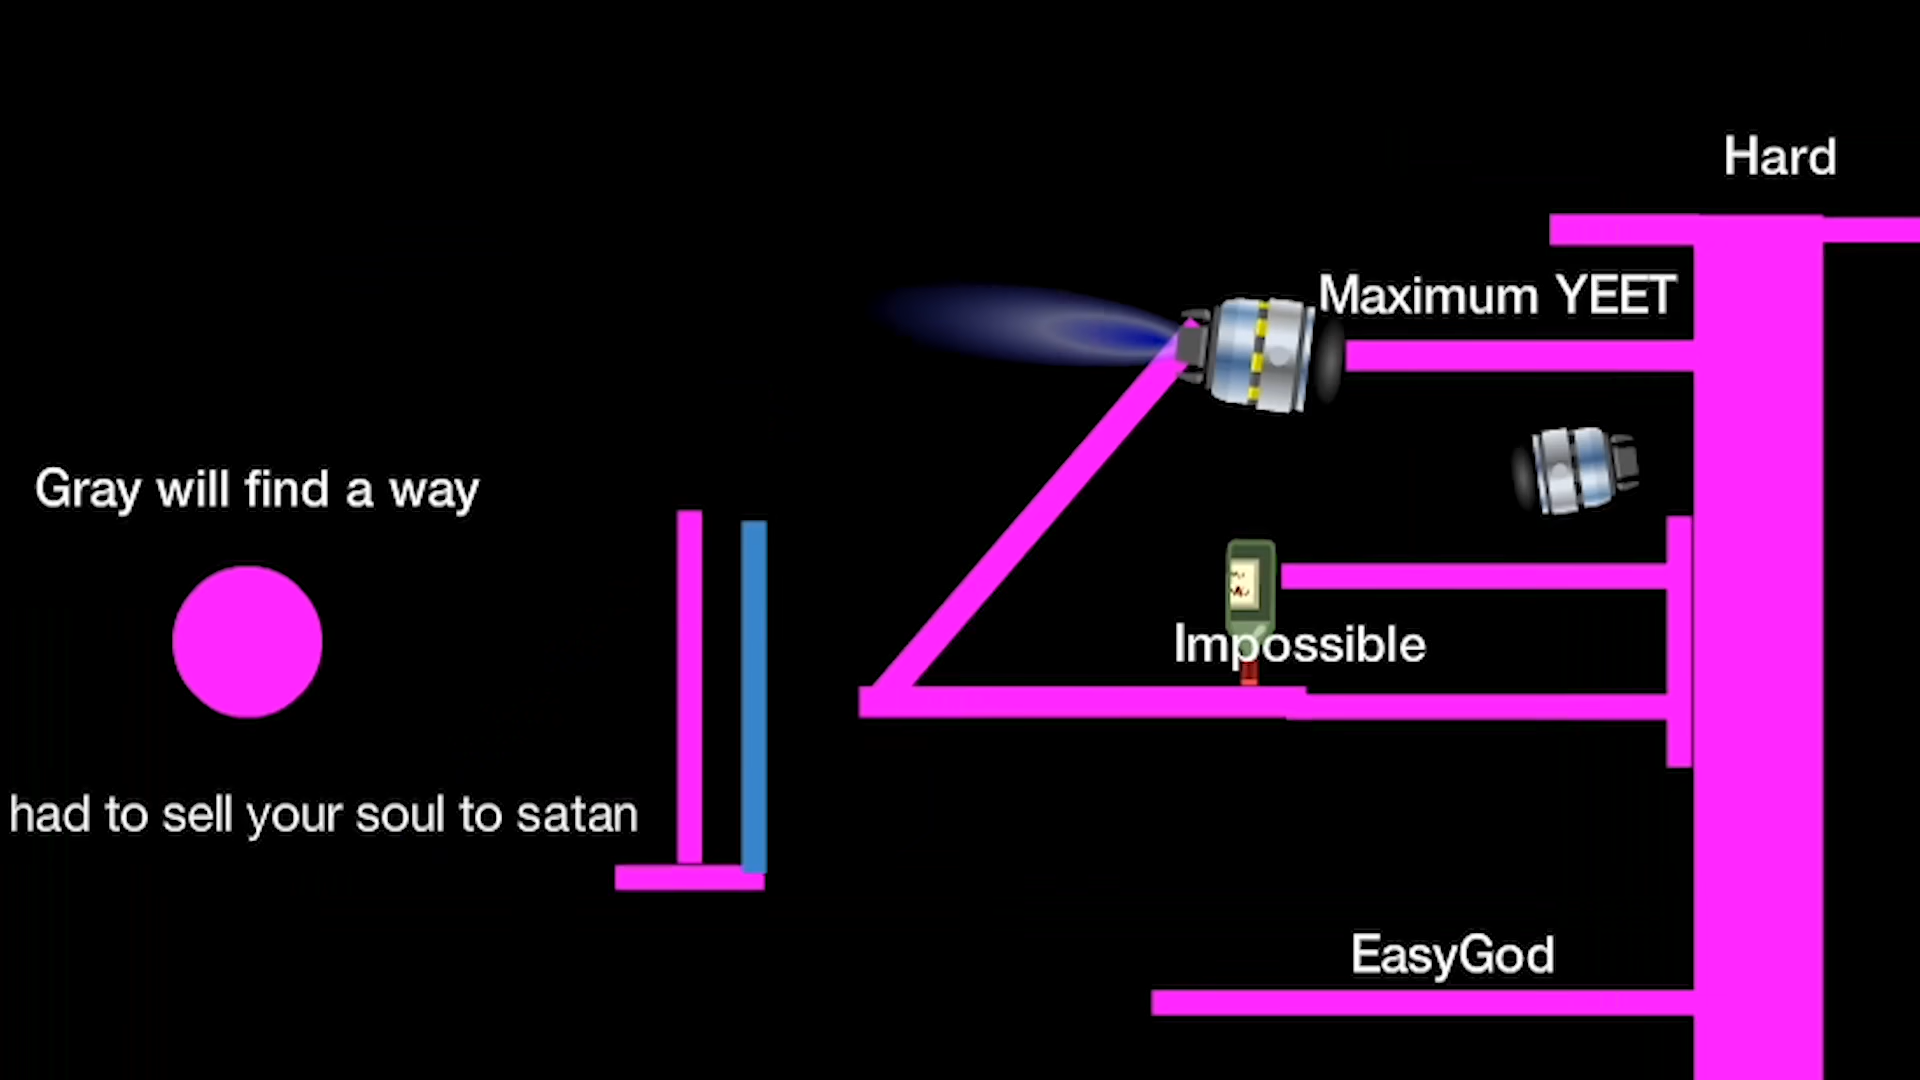 Hard
Maximum YEET
Gray will find a way
Impossible
had to sell your soul to satan
EasyGod